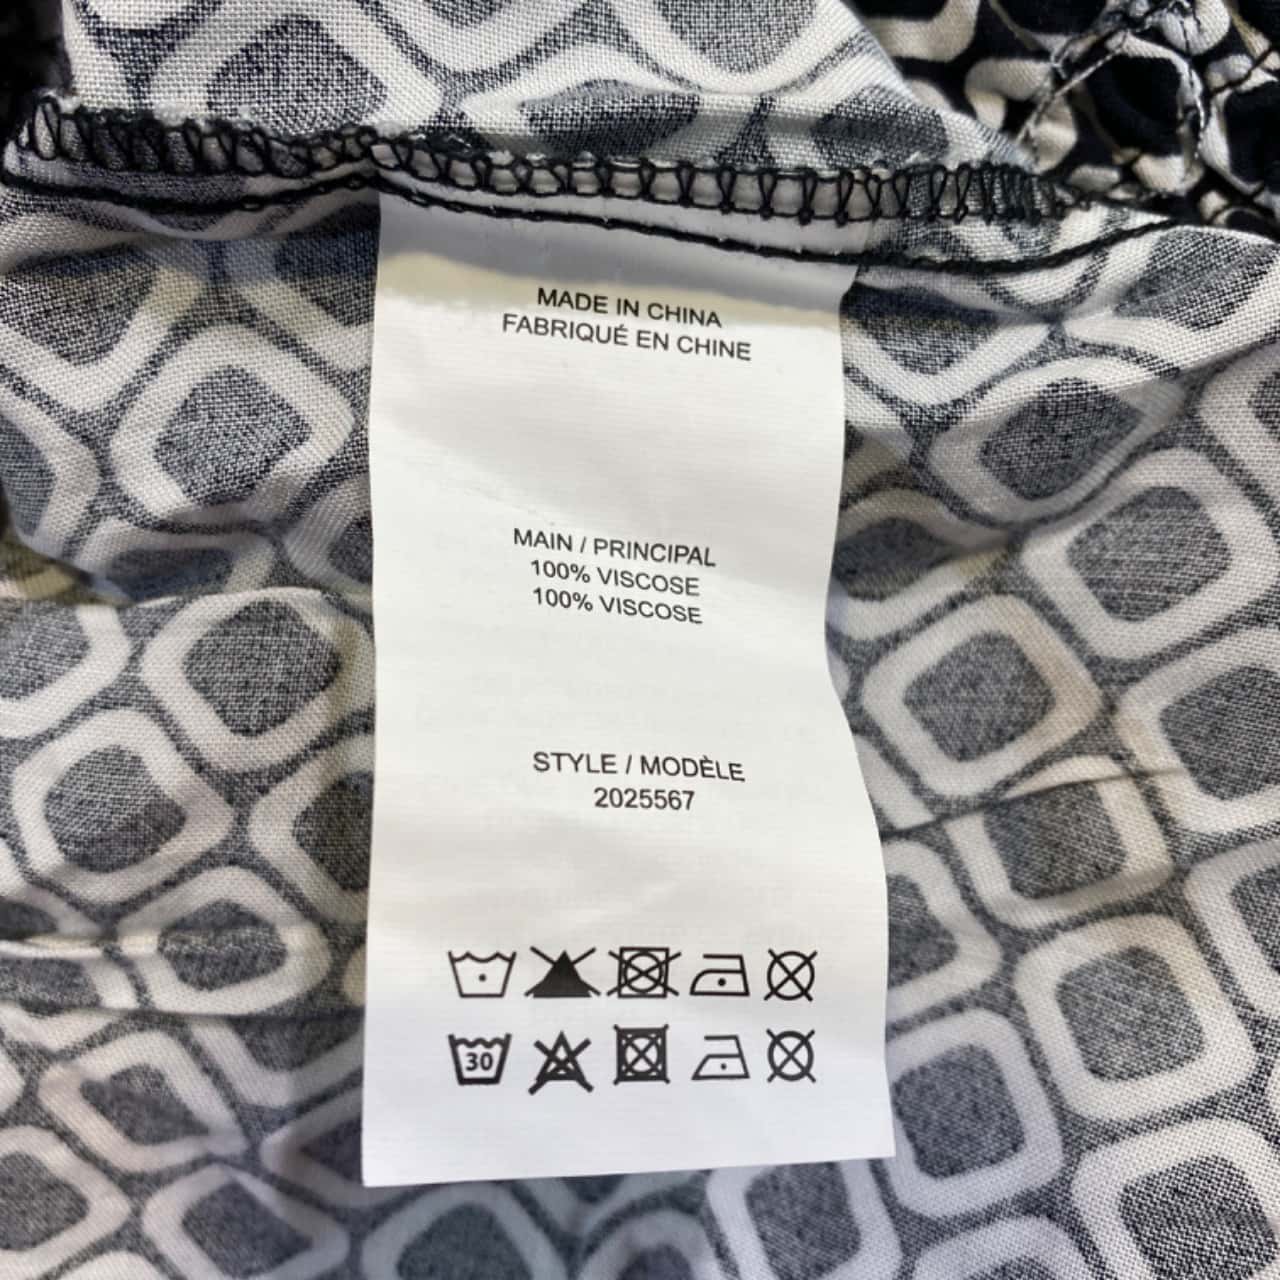 MADE IN CHINA
FABRIQUÉ EN CHINE
MAIN / PRINCIPAL
100% VISCOSE
100% VISCOSE
STYLE / MODÈLE
2025567
30